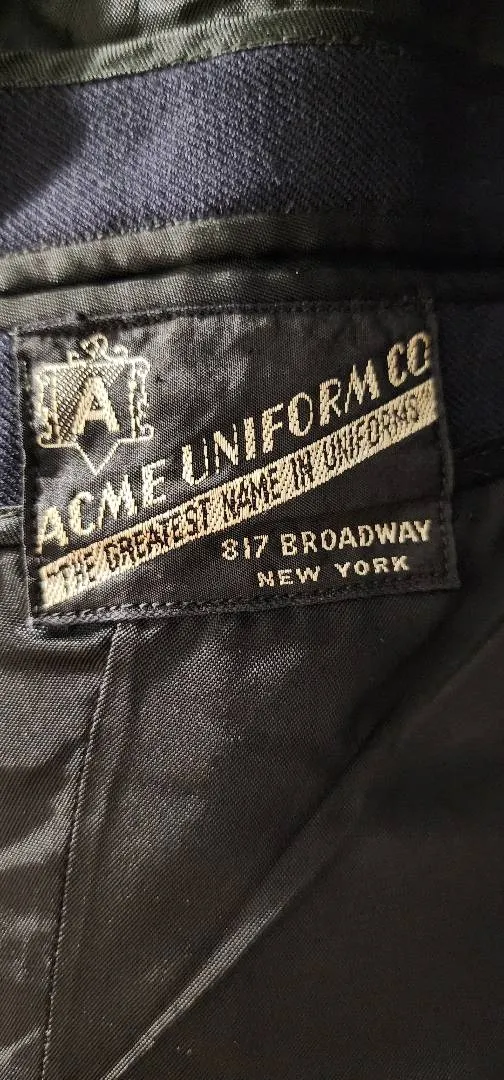 A
ACME UNIFORM CO
"THE GREATEST NAME IN UNIFORMS"
817 BROADWAY
NEW YORK